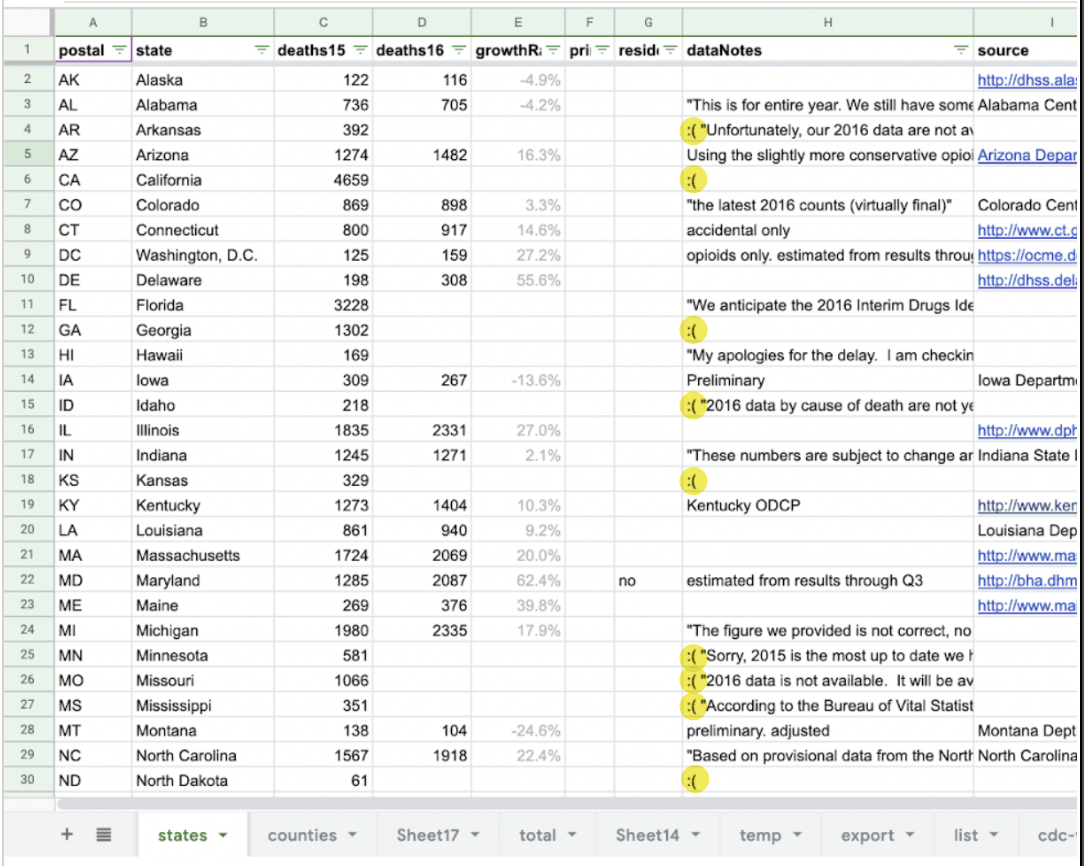 A B C D E F G H I
1 postal state deaths15 deaths16 growthR pri resid dataNotes source
2 AK Alaska 122 116 -4.9% http://dhss.ala
3 AL Alabama 736 705 -4.2% "This is for entire year. We still have some Alabama Cent
4 AR Arkansas 392 :( "Unfortunately, our 2016 data are not av
5 AZ Arizona 1274 1482 16.3% Using the slightly more conservative opioi Arizona Depar
6 CA California 4659 :(
7 CO Colorado 869 898 3.3% "the latest 2016 counts (virtually final)" Colorado Cent
8 CT Connecticut 800 917 14.6% accidental only http://www.ct.g
9 DC Washington, D.C. 125 159 27.2% opioids only. estimated from results throug https://ocme.d
10 DE Delaware 198 308 55.6% http://dhss.del
11 FL Florida 3228 "We anticipate the 2016 Interim Drugs Ide
12 GA Georgia 1302 :(
13 HI Hawaii 169 "My apologies for the delay. I am checkin
14 IA Iowa 309 267 -13.6% Preliminary Iowa Departm
15 ID Idaho 218 :( "2016 data by cause of death are not ye
16 IL Illinois 1835 2331 27.0% http://www.dph
17 IN Indiana 1245 1271 2.1% "These numbers are subject to change ar Indiana State
18 KS Kansas 329 :(
19 KY Kentucky 1273 1404 10.3% Kentucky ODCP http://www.ker
20 LA Louisiana 861 940 9.2% Louisiana Dep
21 MA Massachusetts 1724 2069 20.0% http://www.ma
22 MD Maryland 1285 2087 62.4% no estimated from results through Q3 http://bha.dhm
23 ME Maine 269 376 39.8% http://www.mai
24 MI Michigan 1980 2335 17.9% "The figure we provided is not correct, no
25 MN Minnesota 581 :( "Sorry, 2015 is the most up to date we h
26 MO Missouri 1066 :( "2016 data is not available. It will be av
27 MS Mississippi 351 :( "According to the Bureau of Vital Statist
28 MT Montana 138 104 -24.6% preliminary. adjusted Montana Dept
29 NC North Carolina 1567 1918 22.4% "Based on provisional data from the North North Carolina
30 ND North Dakota 61 :(
+ states counties Sheet17 total Sheet14 temp export list cdc-